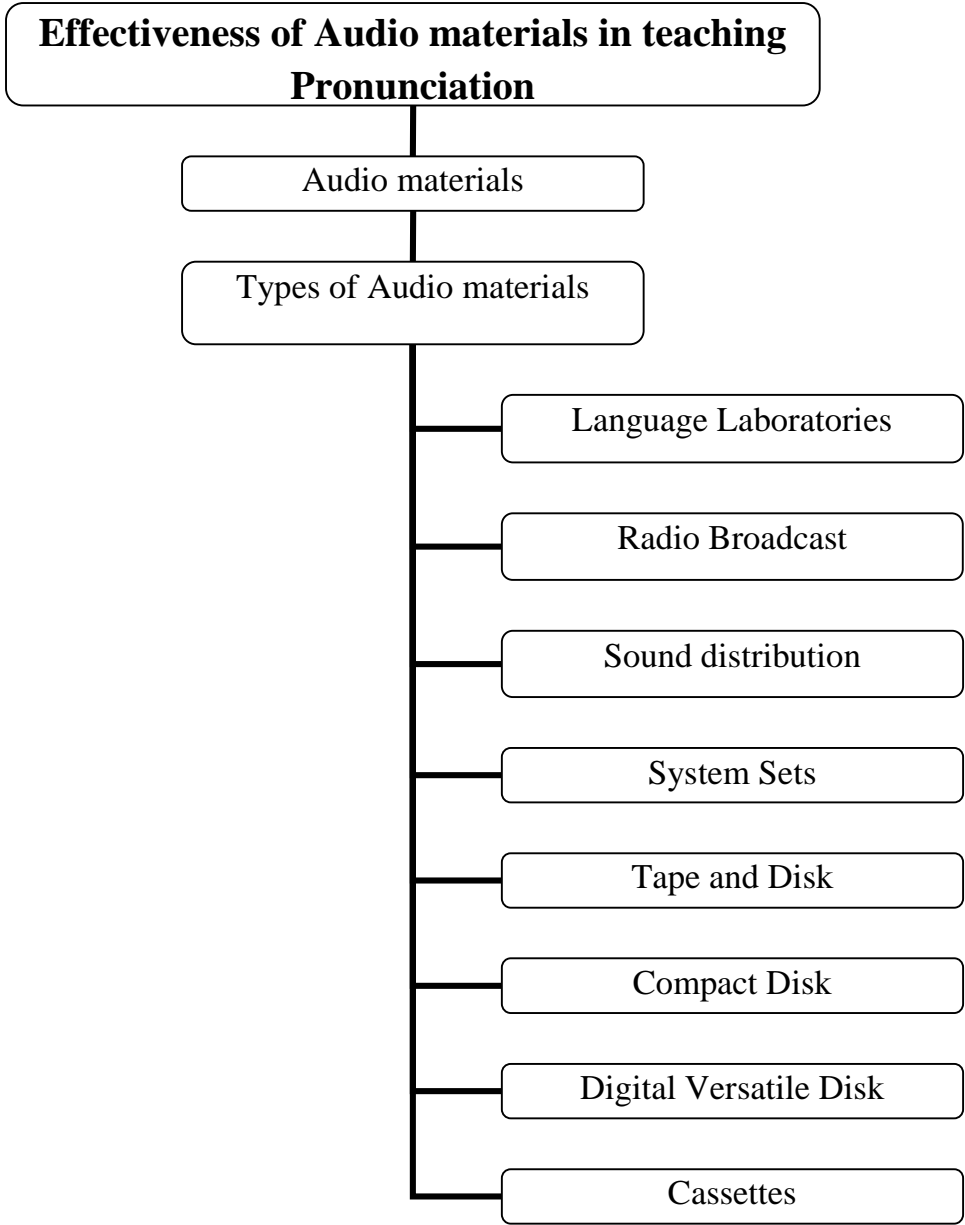 Effectiveness of Audio materials in teaching
Pronunciation
Audio materials
Types of Audio materials
Language Laboratories
Radio Broadcast
Sound distribution
System Sets
Tape and Disk
Compact Disk
Digital Versatile Disk
Cassettes